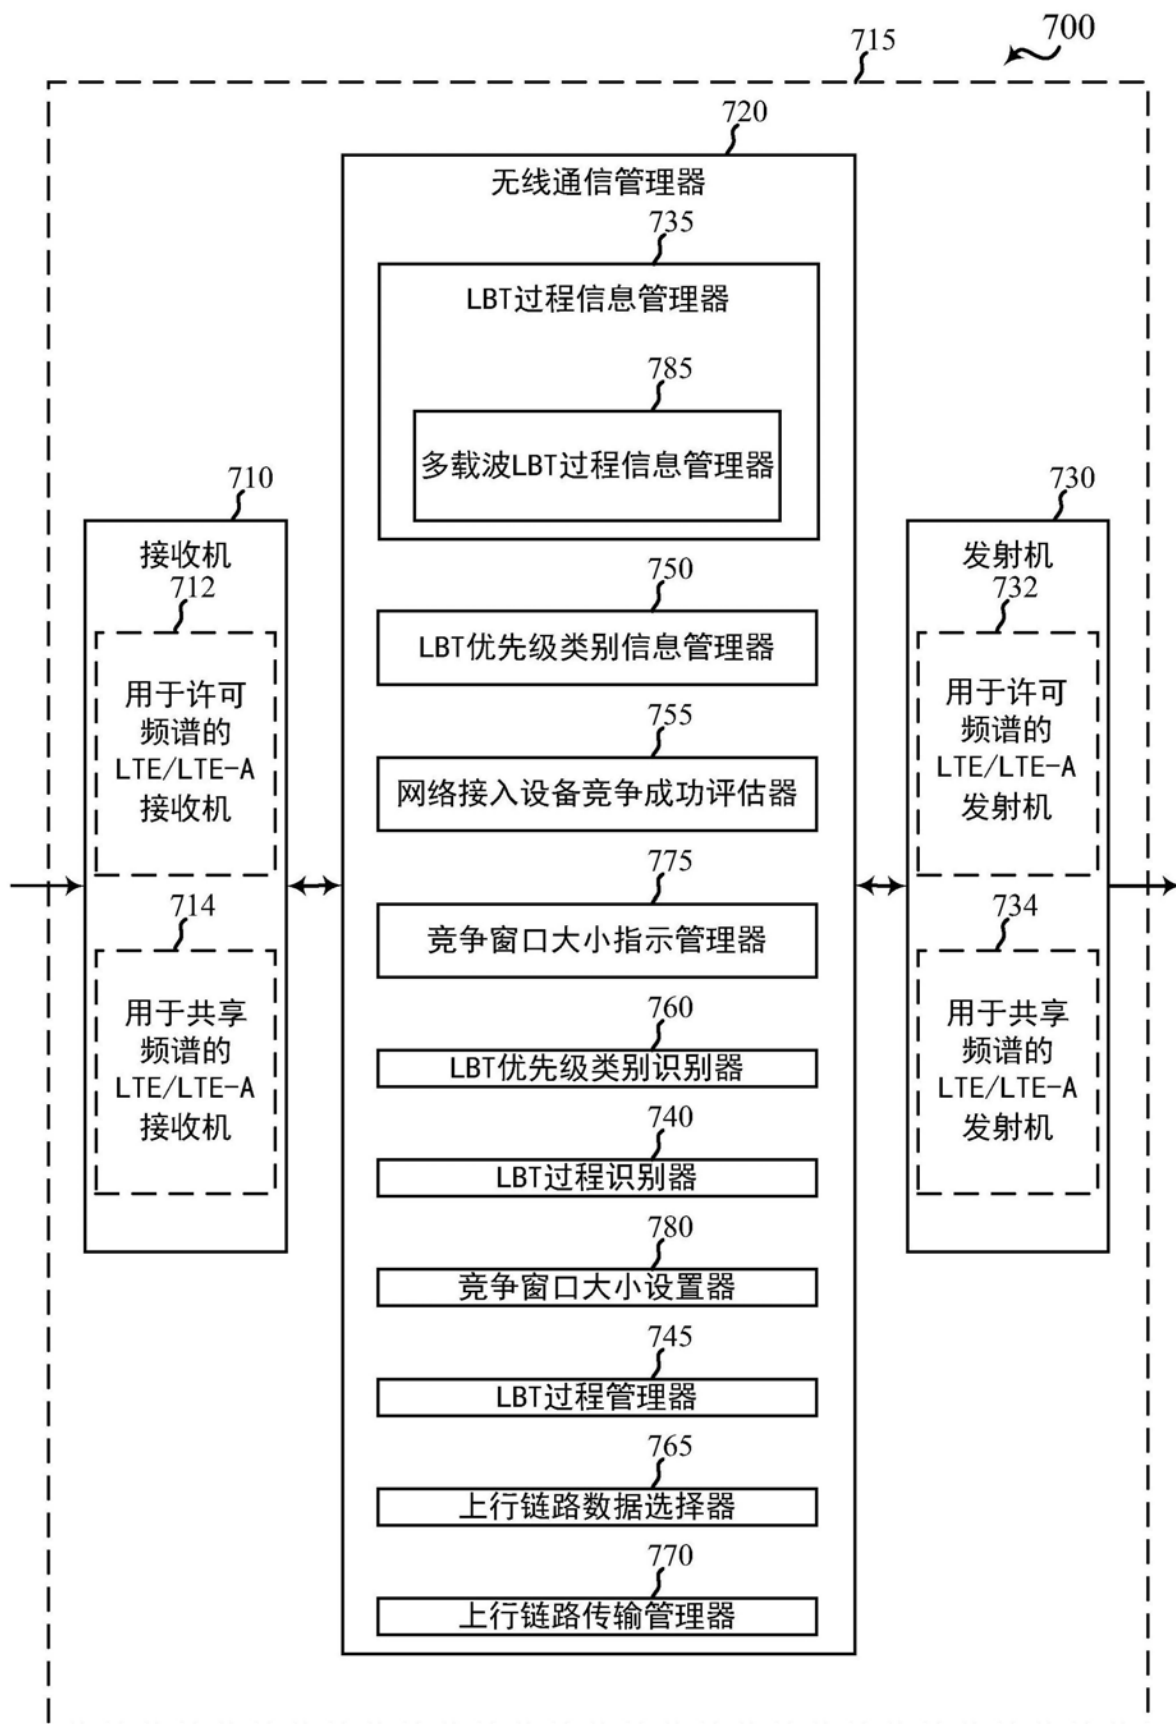 700
715
720
无线通信管理器
735
LBT过程信息管理器
785
多载波LBT过程信息管理器
710
接收机
712
用于许可
频谱的
LTE/LTE-A
接收机
714
用于共享
频谱的
LTE/LTE-A
接收机
750
LBT优先级类别信息管理器
755
网络接入设备竞争成功评估器
775
竞争窗口大小指示管理器
760
LBT优先级类别识别器
740
LBT过程识别器
780
竞争窗口大小设置器
745
LBT过程管理器
765
上行链路数据选择器
770
上行链路传输管理器
730
发射机
732
用于许可
频谱的
LTE/LTE-A
发射机
734
用于共享
频谱的
LTE/LTE-A
发射机